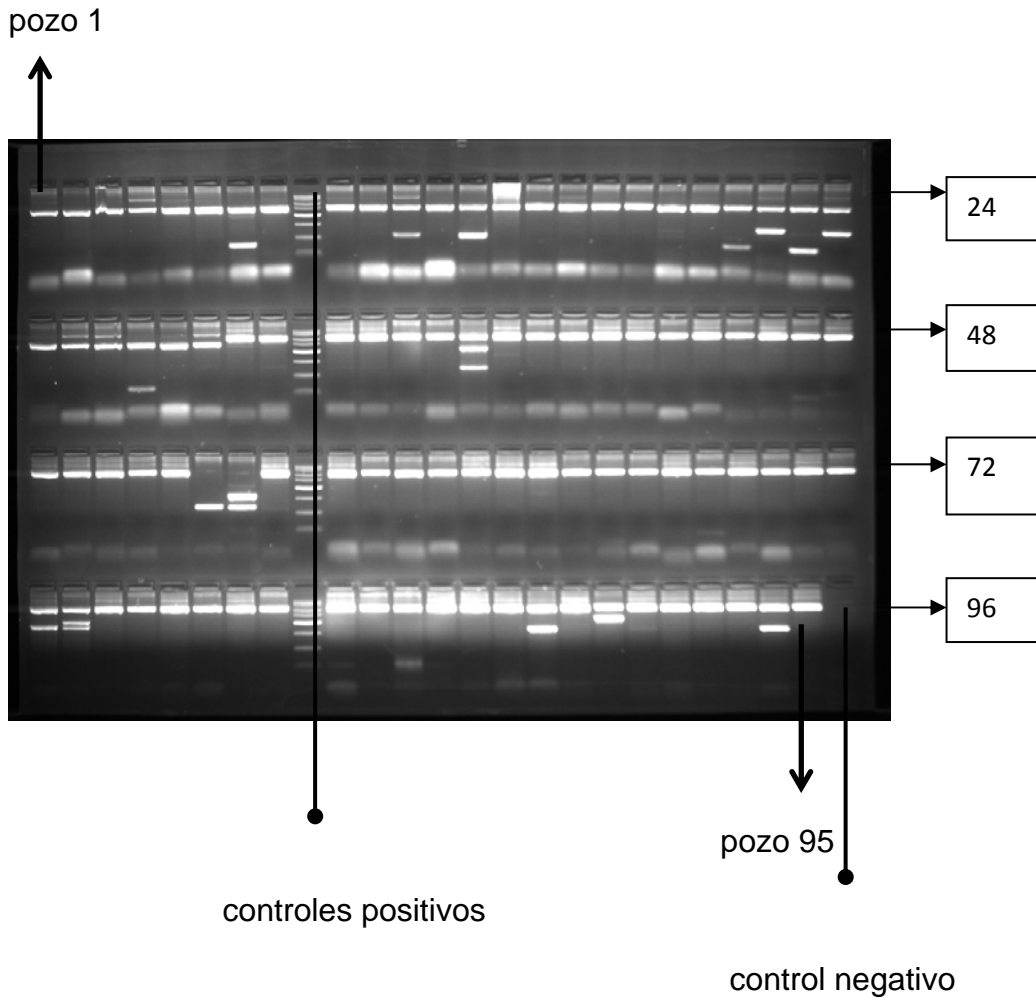 pozo 1
24
48
72
96
pozo 95
controles positivos
control negativo